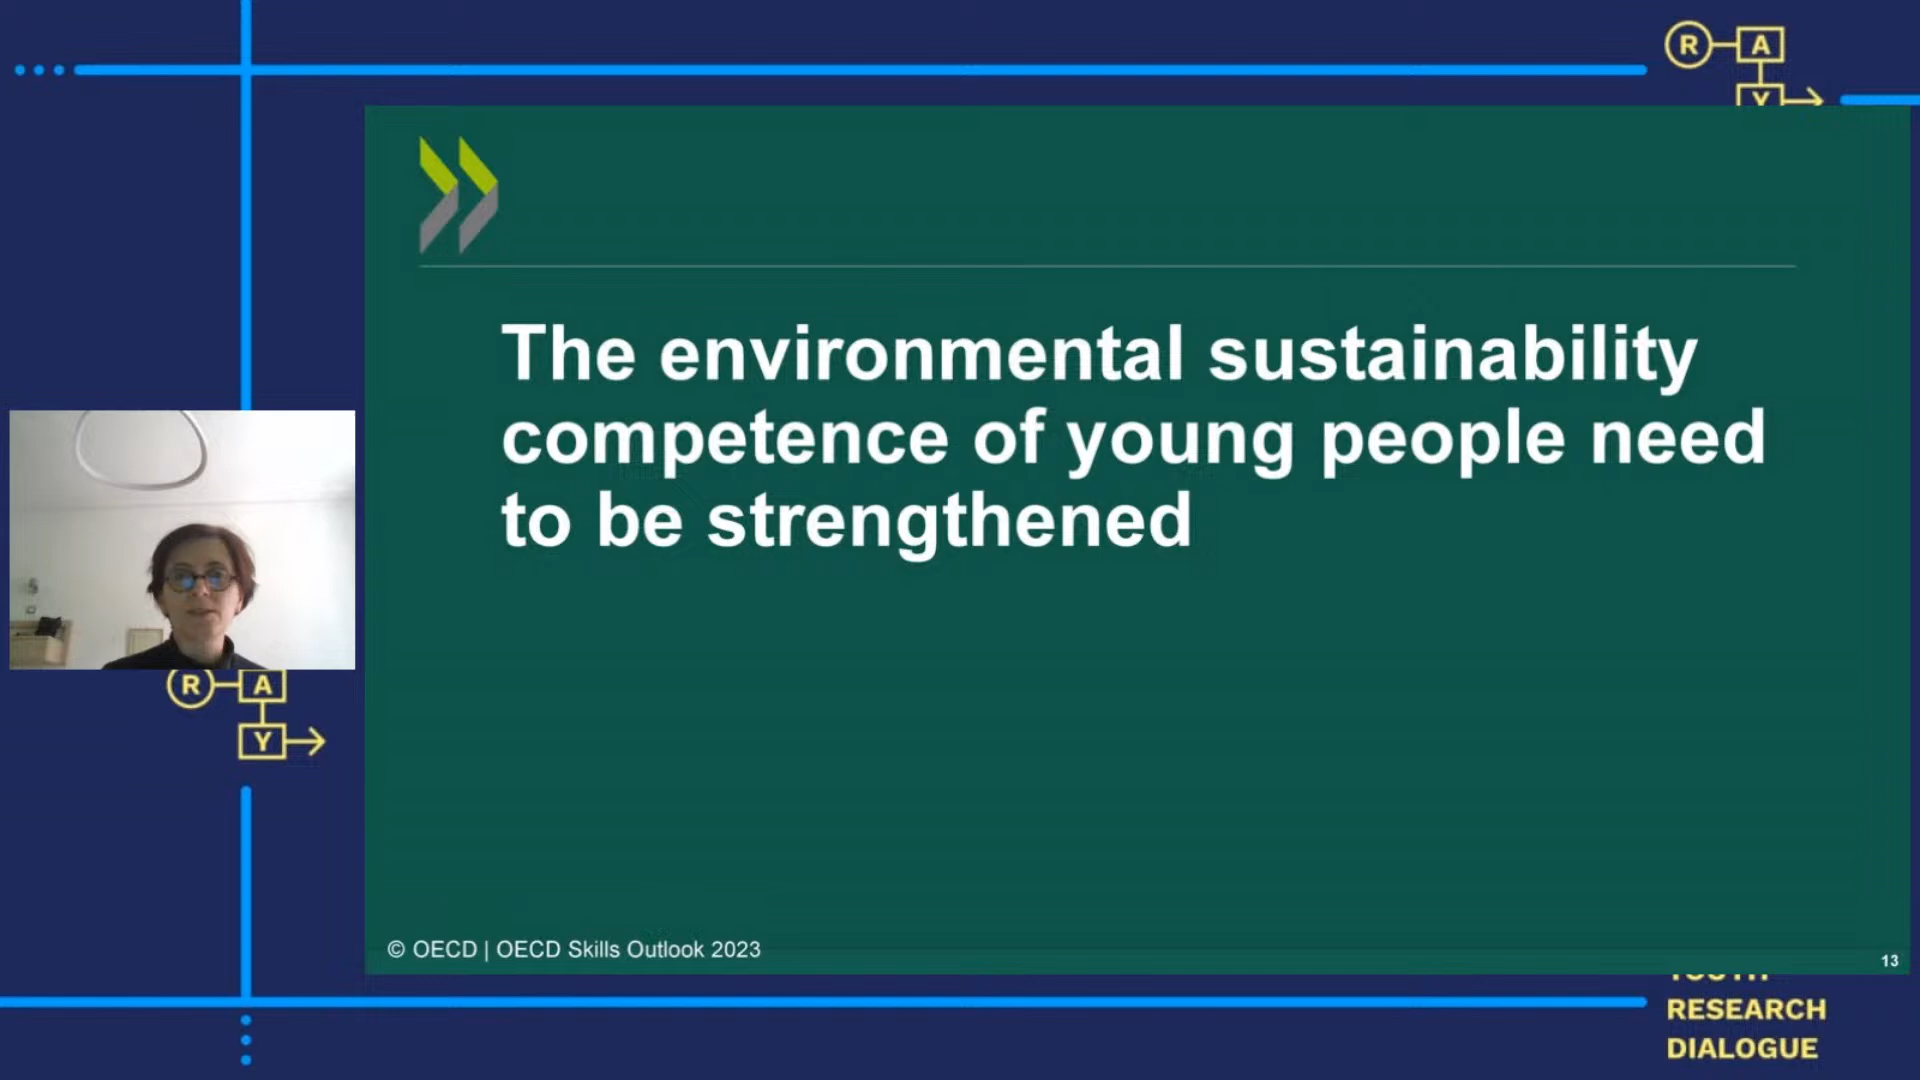 R A
Y
The environmental sustainability
competence of young people need
to be strengthened
R A
Y
© OECD | OECD Skills Outlook 2023
13
YOUTH
RESEARCH
DIALOGUE